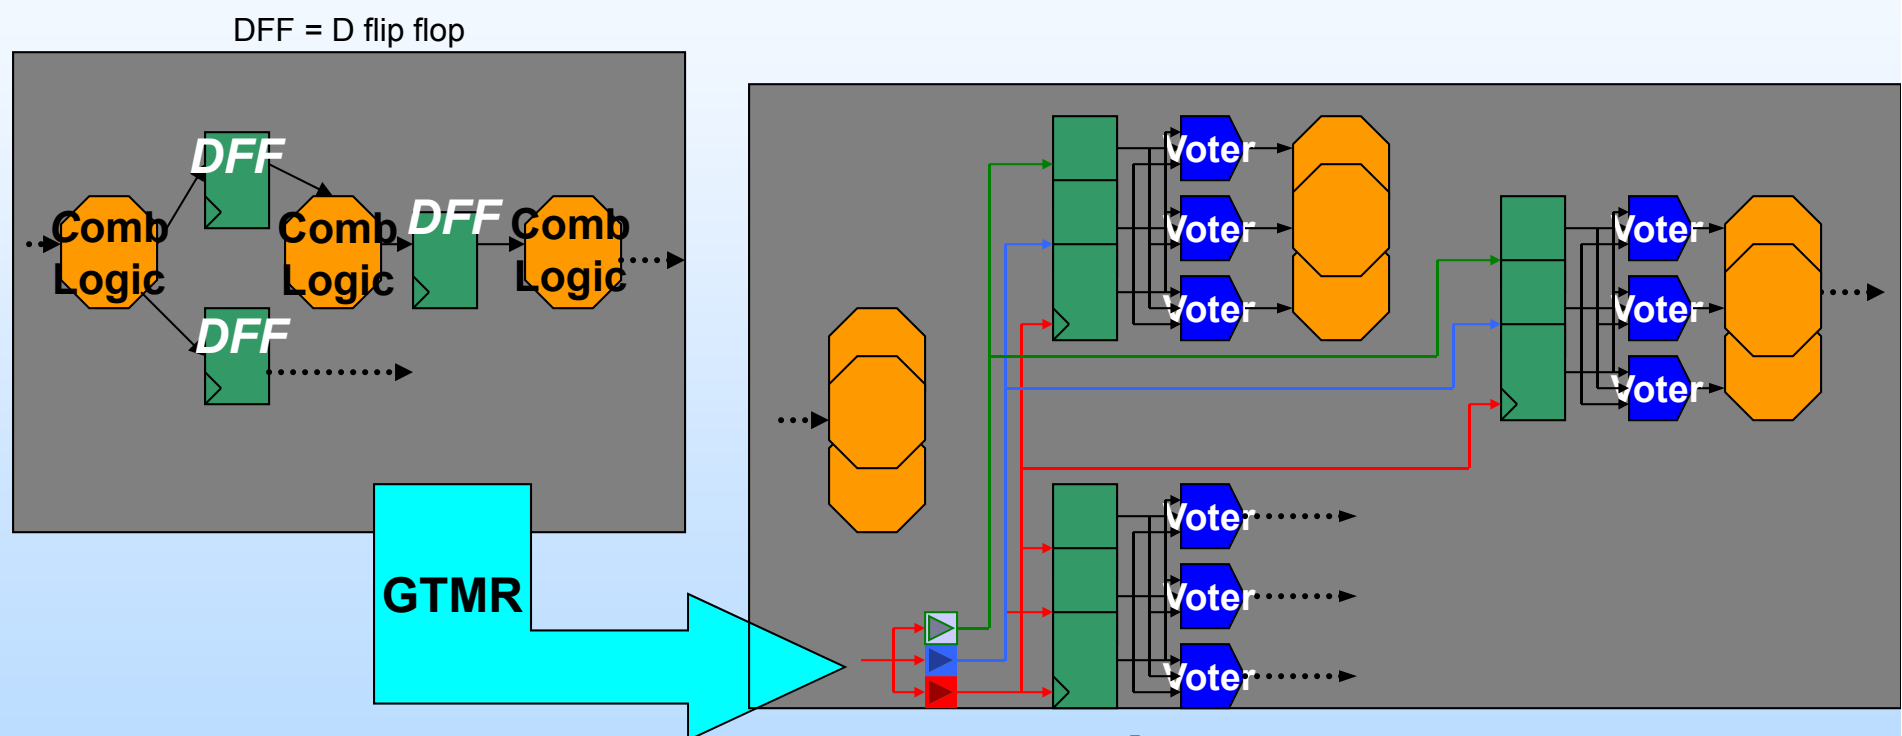 DFF = D flip flop
DFF
Comb
Logic
Comb
Logic
DFF
Comb
Logic
DFF
GTMR
Voter
Voter
Voter
Voter
Voter
Voter
Voter
Voter
Voter